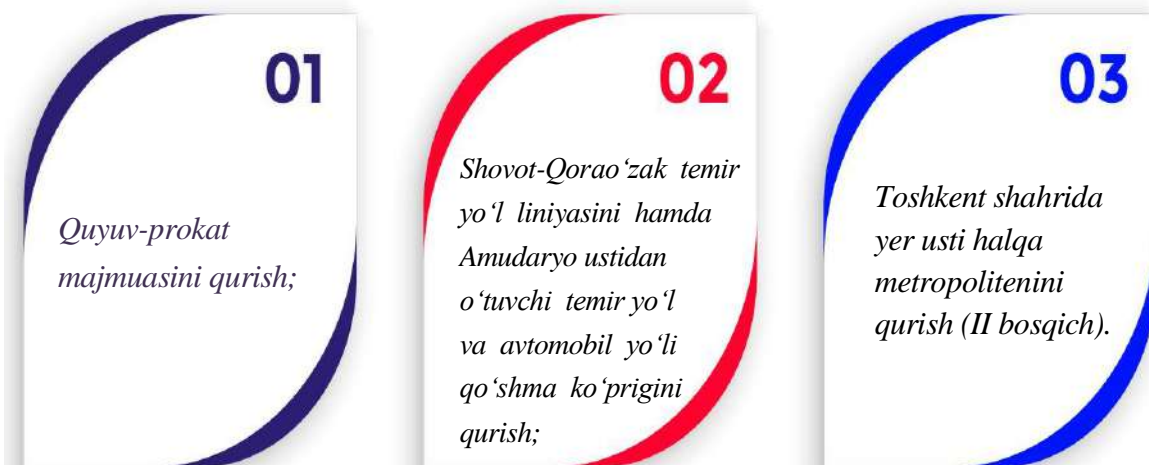 01
Quyuv-prokat
majmuasini qurish;
02
Shovot-Qorao‘zak temir
yo‘l liniyasini hamda
Amudaryo ustidan
o‘tuvchi temir yo‘l
va avtomobil yo‘li
qo‘shma ko‘prigini
qurish;
03
Toshkent shahrida
yer usti halqa
metropolitenini
qurish (II bosqich).